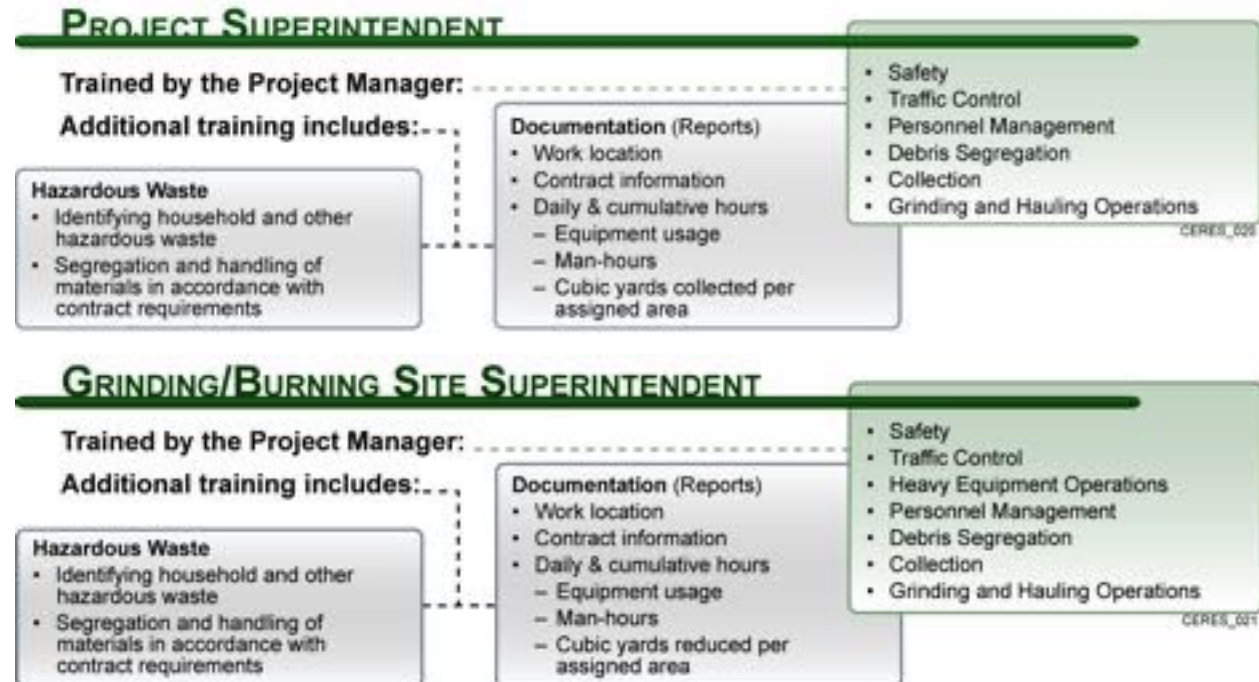 PROJECT SUPERINTENDENT
Trained by the Project Manager:
• Safety
• Traffic Control
• Personnel Management
• Debris Segregation
• Collection
• Grinding and Hauling Operations
CERES_020
Additional training includes:
Hazardous Waste
• Identifying household and other
hazardous waste
• Segregation and handling of
materials in accordance with
contract requirements
Documentation (Reports)
• Work location
• Contract information
• Daily & cumulative hours
– Equipment usage
– Man-hours
– Cubic yards collected per
assigned area
GRINDING/BURNING SITE SUPERINTENDENT
Trained by the Project Manager:
• Safety
• Traffic Control
• Heavy Equipment Operations
• Personnel Management
• Debris Segregation
• Collection
• Grinding and Hauling Operations
CERES_021
Additional training includes:
Hazardous Waste
• Identifying household and other
hazardous waste
• Segregation and handling of
materials in accordance with
contract requirements
Documentation (Reports)
• Work location
• Contract information
• Daily & cumulative hours
– Equipment usage
– Man-hours
– Cubic yards reduced per
assigned area